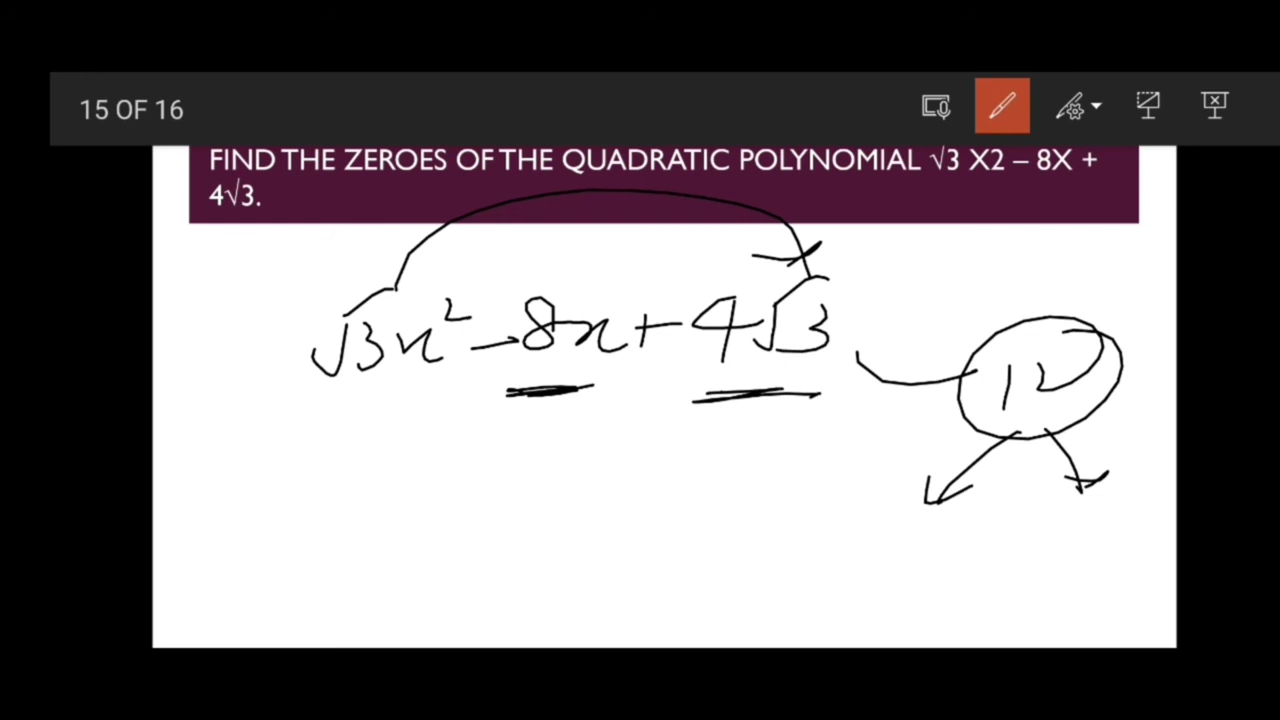 15 OF 16
FIND THE ZEROES OF THE QUADRATIC POLYNOMIAL √3 X2 – 8X +
4√3.
√3x² - 8x + 4√3
12